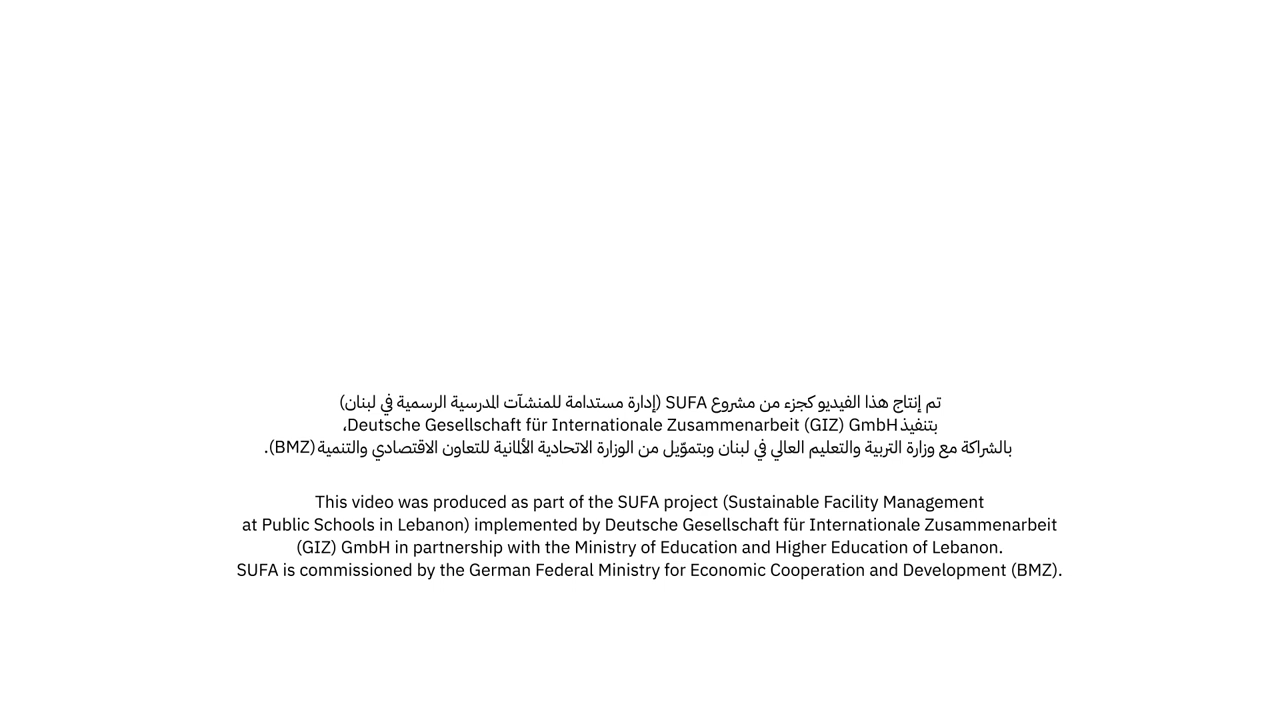 تم إنتاج هذا الفيديو كجزء من مشروع SUFA (إدارة مستدامة للمنشآت المدرسية الرسمية في لبنان)
بتنفيذ Deutsche Gesellschaft für Internationale Zusammenarbeit (GIZ) GmbH،
بالشراكة مع وزارة التربية والتعليم العالي في لبنان وبتموّيل من الوزارة الاتحادية الألمانية للتعاون الاقتصادي والتنمية (BMZ).
This video was produced as part of the SUFA project (Sustainable Facility Management
at Public Schools in Lebanon) implemented by Deutsche Gesellschaft für Internationale Zusammenarbeit
(GIZ) GmbH in partnership with the Ministry of Education and Higher Education of Lebanon.
SUFA is commissioned by the German Federal Ministry for Economic Cooperation and Development (BMZ).